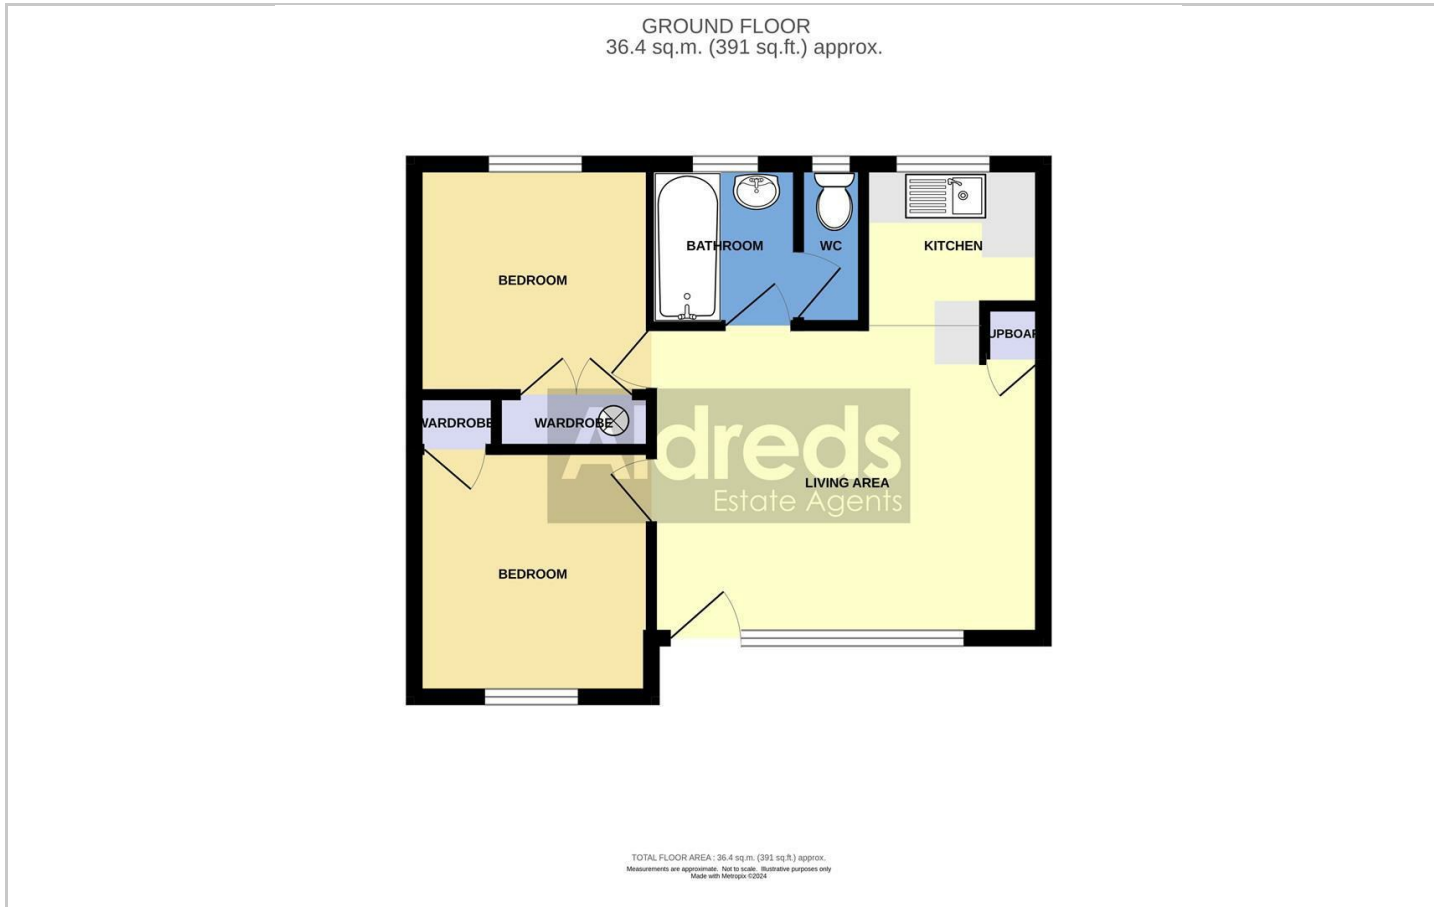 GROUND FLOOR
36.4 sq.m. (391 sq.ft.) approx.
BATHROOM
WC
KITCHEN
BEDROOM
UPBOAR
WARDROBE
WARDROBE
Aldreds
LIVING AREA
Estate Agents
BEDROOM
TOTAL FLOOR AREA : 36.4 sq.m. (391 sq.ft.) approx.
Measurements are approximate. Not to scale. Illustrative purposes only
Made with Metropix ©2024